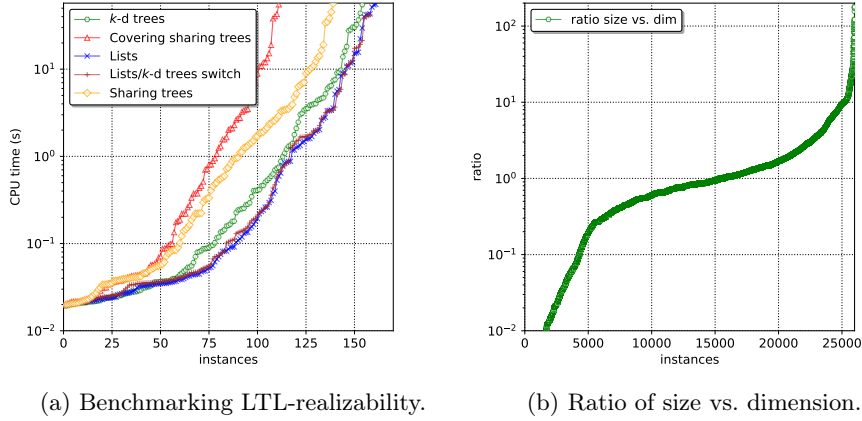 k-d trees
Covering sharing trees
Lists
Lists/k-d trees switch
Sharing trees
CPU time (s)
10^1
10^0
10^{-1}
10^{-2}
0 25 50 75 100 125 150
instances
(a) Benchmarking LTL-realizability.
ratio size vs. dim
ratio
10^2
10^1
10^0
10^{-1}
10^{-2}
0 5000 10000 15000 20000 25000
instances
(b) Ratio of size vs. dimension.